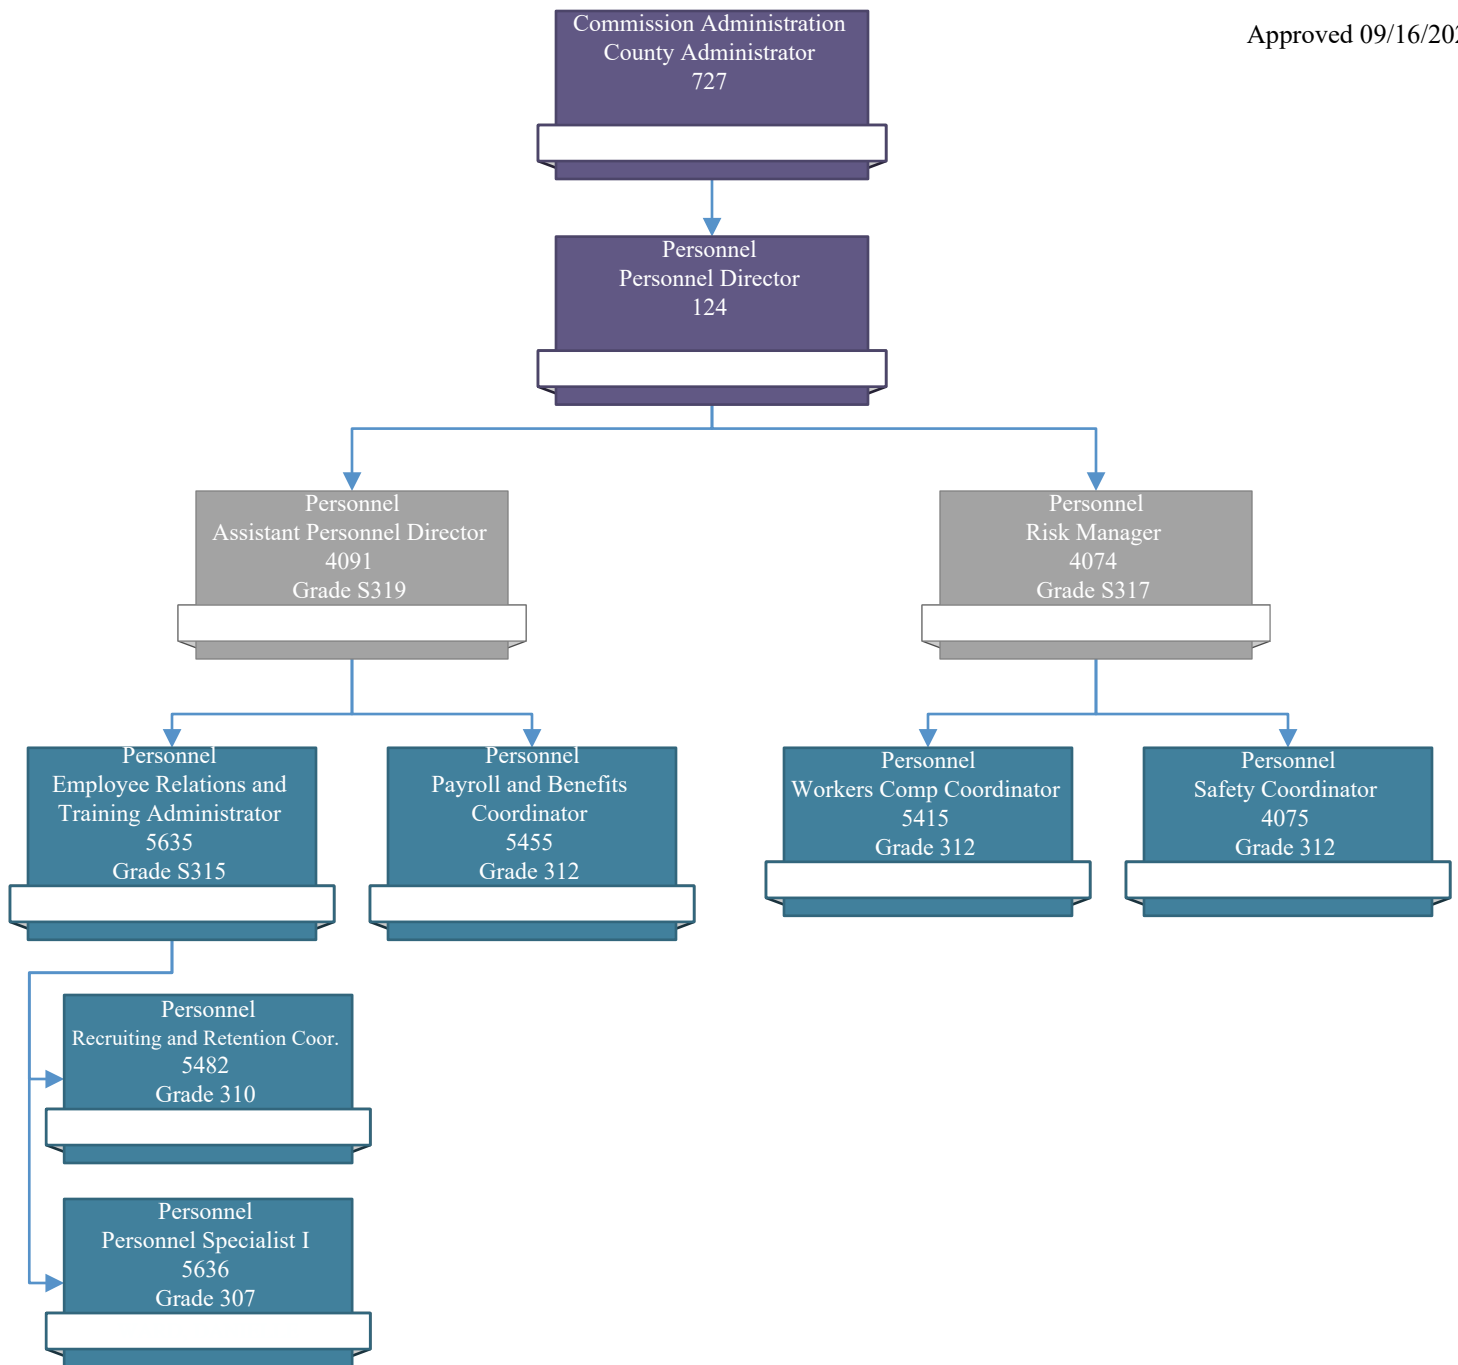 Commission Administration
County Administrator
727
Approved 09/16/202
Personnel
Personnel Director
124
Personnel
Assistant Personnel Director
4091
Grade S319
Personnel
Risk Manager
4074
Grade S317
Personnel
Employee Relations and
Training Administrator
5635
Grade S315
Personnel
Payroll and Benefits
Coordinator
5455
Grade 312
Personnel
Workers Comp Coordinator
5415
Grade 312
Personnel
Safety Coordinator
4075
Grade 312
Personnel
Recruiting and Retention Coor.
5482
Grade 310
Personnel
Personnel Specialist I
5636
Grade 307